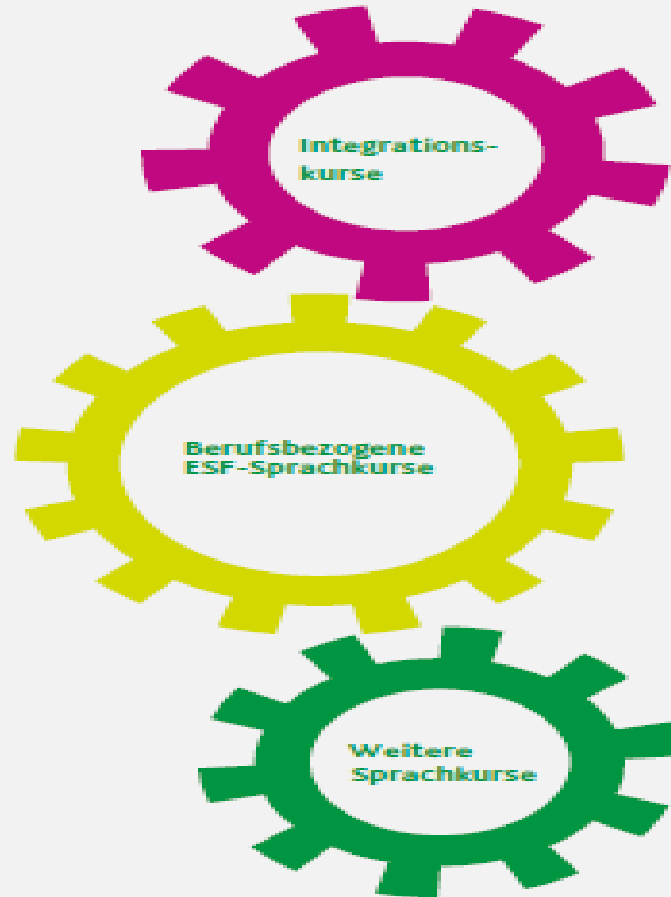 Integrations-
kurse
Berufsbezogene
ESF-Sprachkurse
Weitere
Sprachkurse